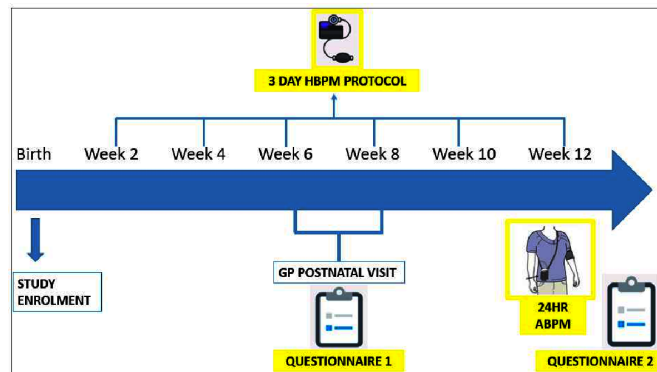 3 DAY HBPM PROTOCOL
Birth Week 2 Week 4 Week 6 Week 8 Week 10 Week 12
STUDY
ENROLMENT
GP POSTNATAL VISIT
24HR
ABPM
QUESTIONNAIRE 1
QUESTIONNAIRE 2